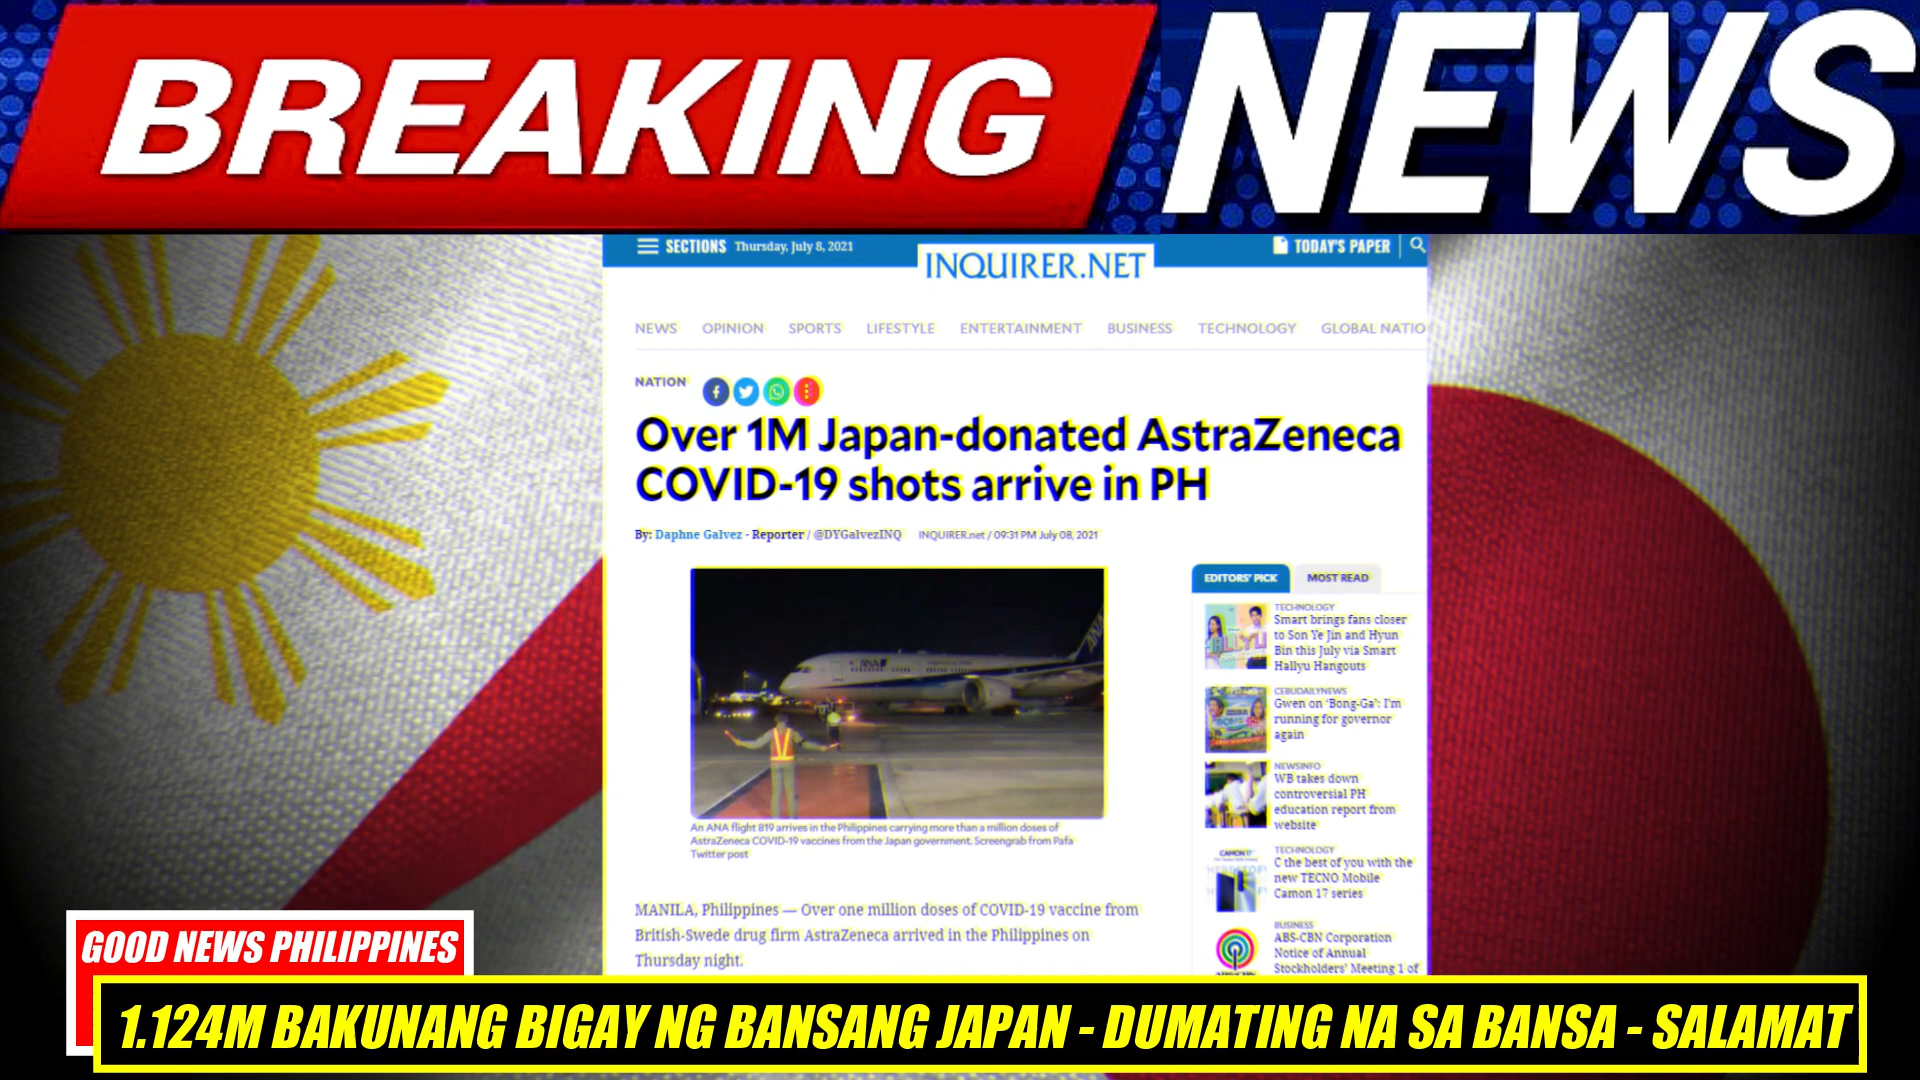 BREAKING NEWS
SECTIONS Thursday, July 8, 2021
INQUIRER.NET
TODAY'S PAPER
NEWS OPINION SPORTS LIFESTYLE ENTERTAINMENT BUSINESS TECHNOLOGY GLOBAL NATIO
NATION
Over 1M Japan-donated AstraZeneca
COVID-19 shots arrive in PH
By: Daphne Galvez - Reporter / @DYGalvezINQ INQUIRER.net / 09:31 PM July 08, 2021
ANA
An ANA flight 819 arrives in the Philippines carrying more than a million doses of
AstraZeneca COVID-19 vaccines from the Japan government. Screengrab from Pafa
Twitter post
MANILA, Philippines — Over one million doses of COVID-19 vaccine from
British-Swede drug firm AstraZeneca arrived in the Philippines on
Thursday night.
EDITORS' PICK MOST READ
TECHNOLOGY
Smart brings fans closer
to Son Ye Jin and Hyun
Bin this July via Smart
Hallyu Hangouts
CEBUDAILYNEWS
Gwen on ‘Bong-Ga’: I’m
running for governor
again
NEWSINFO
WB takes down
controversial PH
education report from
website
TECHNOLOGY
C the best of you with the
new TECNO Mobile
Camon 17 series
BUSINESS
ABS-CBN Corporation
Notice of Annual
Stockholders’ Meeting 1 of
GOOD NEWS PHILIPPINES
1.124M BAKUNANG BIGAY NG BANSANG JAPAN - DUMATING NA SA BANSA - SALAMAT